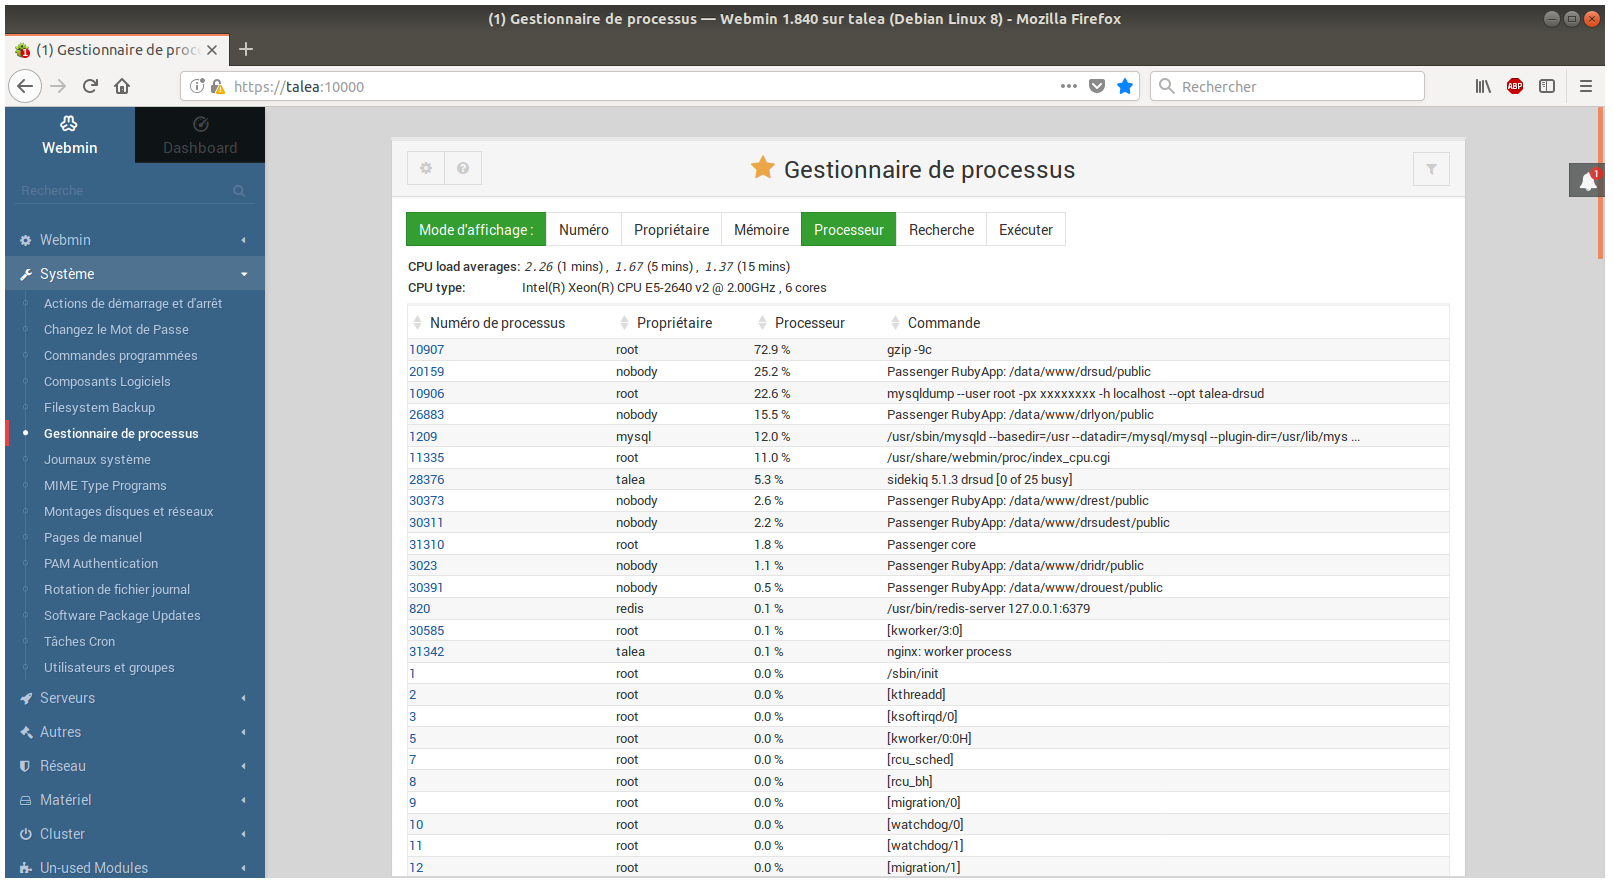 (1) Gestionnaire de processus — Webmin 1.840 sur talea (Debian Linux 8) - Mozilla Firefox
(1) Gestionnaire de proc
https://talea:10000
Rechercher
ABP
Webmin
Dashboard
Recherche
Webmin
Système
Actions de démarrage et d'arrêt
Changez le Mot de Passe
Commandes programmées
Composants Logiciels
Filesystem Backup
Gestionnaire de processus
Journaux système
MIME Type Programs
Montages disques et réseaux
Pages de manuel
PAM Authentication
Rotation de fichier journal
Software Package Updates
Tâches Cron
Utilisateurs et groupes
Serveurs
Autres
Réseau
Matériel
Cluster
Un-used Modules
Gestionnaire de processus
1
Mode d'affichage : Numéro Propriétaire Mémoire Processeur Recherche Exécuter
CPU load averages: 2.26 (1 mins) , 1.67 (5 mins) , 1.37 (15 mins)
CPU type: Intel(R) Xeon(R) CPU E5-2640 v2 @ 2.00GHz , 6 cores
Numéro de processus Propriétaire Processeur Commande
10907 root 72.9 % gzip -9c
20159 nobody 25.2 % Passenger RubyApp: /data/www/drsud/public
10906 root 22.6 % mysqldump --user root -px xxxxxxxx -h localhost --opt talea-drsud
26883 nobody 15.5 % Passenger RubyApp: /data/www/drlyon/public
1209 mysql 12.0 % /usr/sbin/mysqld --basedir=/usr --datadir=/mysql/mysql --plugin-dir=/usr/lib/mys ...
11335 root 11.0 % /usr/share/webmin/proc/index_cpu.cgi
28376 talea 5.3 % sidekiq 5.1.3 drsud [0 of 25 busy]
30373 nobody 2.6 % Passenger RubyApp: /data/www/drest/public
30311 nobody 2.2 % Passenger RubyApp: /data/www/drsudest/public
31310 root 1.8 % Passenger core
3023 nobody 1.1 % Passenger RubyApp: /data/www/dridr/public
30391 nobody 0.5 % Passenger RubyApp: /data/www/drouest/public
820 redis 0.1 % /usr/bin/redis-server 127.0.0.1:6379
30585 root 0.1 % [kworker/3:0]
31342 talea 0.1 % nginx: worker process
1 root 0.0 % /sbin/init
2 root 0.0 % [kthreadd]
3 root 0.0 % [ksoftirqd/0]
5 root 0.0 % [kworker/0:0H]
7 root 0.0 % [rcu_sched]
8 root 0.0 % [rcu_bh]
9 root 0.0 % [migration/0]
10 root 0.0 % [watchdog/0]
11 root 0.0 % [watchdog/1]
12 root 0.0 % [migration/1]